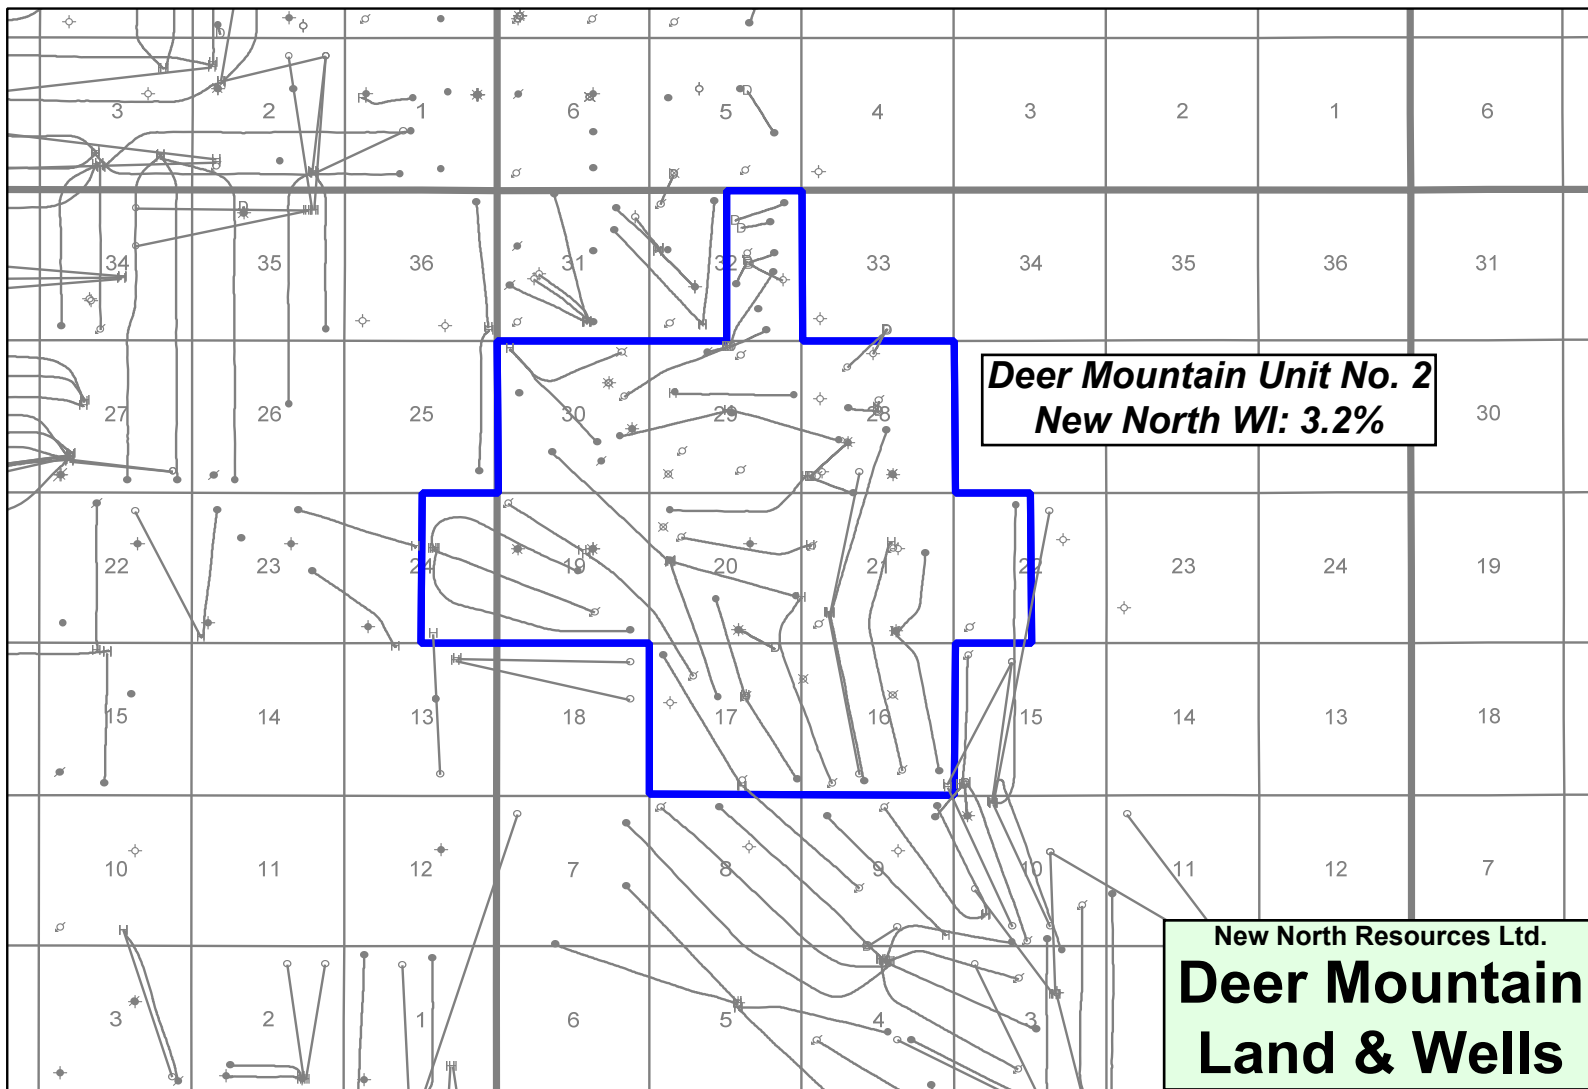 3 2 1 6 5 4 3 2 1 6
34 35 36 31 32 33 34 35 36 31
Deer Mountain Unit No. 2
New North WI: 3.2%
27 26 25 30 29 28 30
22 23 24 19 20 21 22 23 24 19
15 14 13 18 17 16 15 14 13 18
10 11 12 7 8 9 10 11 12 7
New North Resources Ltd.
Deer Mountain
Land & Wells
3 2 1 6 5 4 3